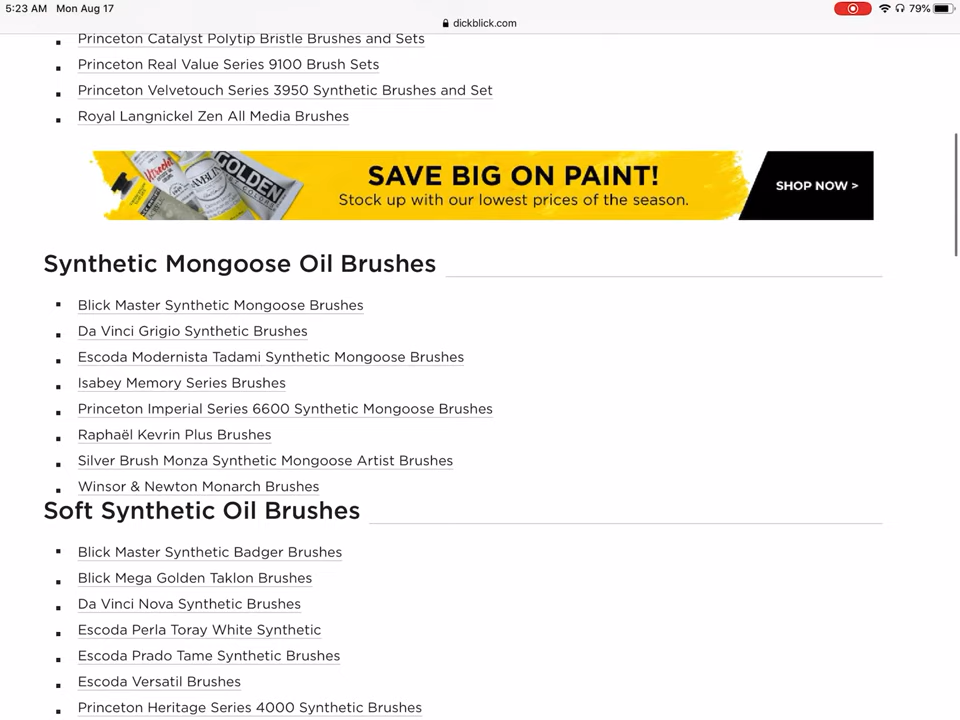 5:23 AM Mon Aug 17
79%
dickblick.com
Princeton Catalyst Polytip Bristle Brushes and Sets
Princeton Real Value Series 9100 Brush Sets
Princeton Velvetouch Series 3950 Synthetic Brushes and Set
Royal Langnickel Zen All Media Brushes
Utrecht
GAMBLIN
GOLDEN
SAVE BIG ON PAINT!
Stock up with our lowest prices of the season.
SHOP NOW >
Synthetic Mongoose Oil Brushes
Blick Master Synthetic Mongoose Brushes
Da Vinci Grigio Synthetic Brushes
Escoda Modernista Tadami Synthetic Mongoose Brushes
Isabey Memory Series Brushes
Princeton Imperial Series 6600 Synthetic Mongoose Brushes
Raphaël Kevrin Plus Brushes
Silver Brush Monza Synthetic Mongoose Artist Brushes
Winsor & Newton Monarch Brushes
Soft Synthetic Oil Brushes
Blick Master Synthetic Badger Brushes
Blick Mega Golden Taklon Brushes
Da Vinci Nova Synthetic Brushes
Escoda Perla Toray White Synthetic
Escoda Prado Tame Synthetic Brushes
Escoda Versatil Brushes
Princeton Heritage Series 4000 Synthetic Brushes